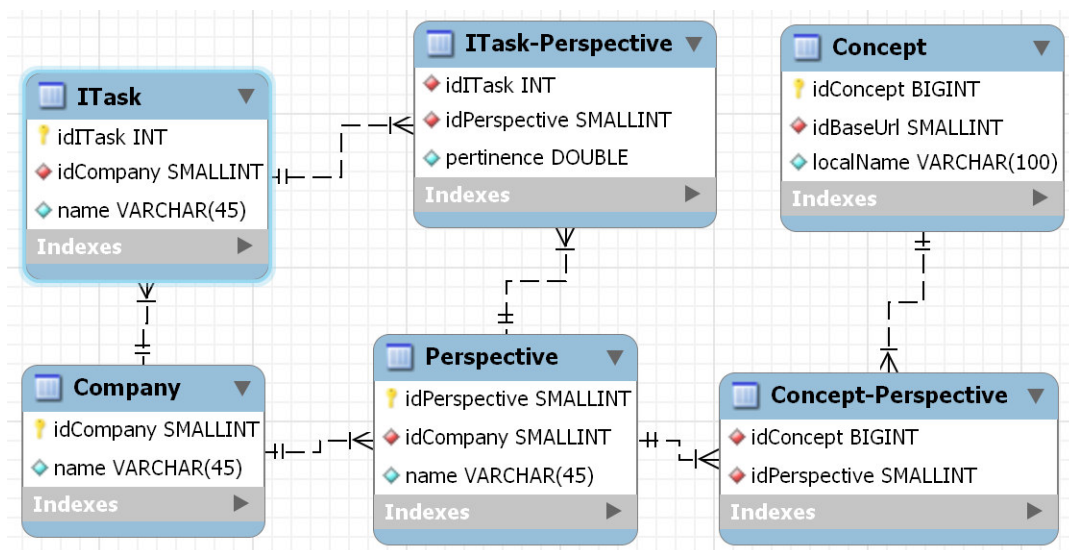 ITask
idITask INT
idCompany SMALLINT
name VARCHAR(45)
Indexes
ITask-Perspective
idITask INT
idPerspective SMALLINT
pertinence DOUBLE
Indexes
Concept
idConcept BIGINT
idBaseUrl SMALLINT
localName VARCHAR(100)
Indexes
Company
idCompany SMALLINT
name VARCHAR(45)
Indexes
Perspective
idPerspective SMALLINT
idCompany SMALLINT
name VARCHAR(45)
Indexes
Concept-Perspective
idConcept BIGINT
idPerspective SMALLINT
Indexes